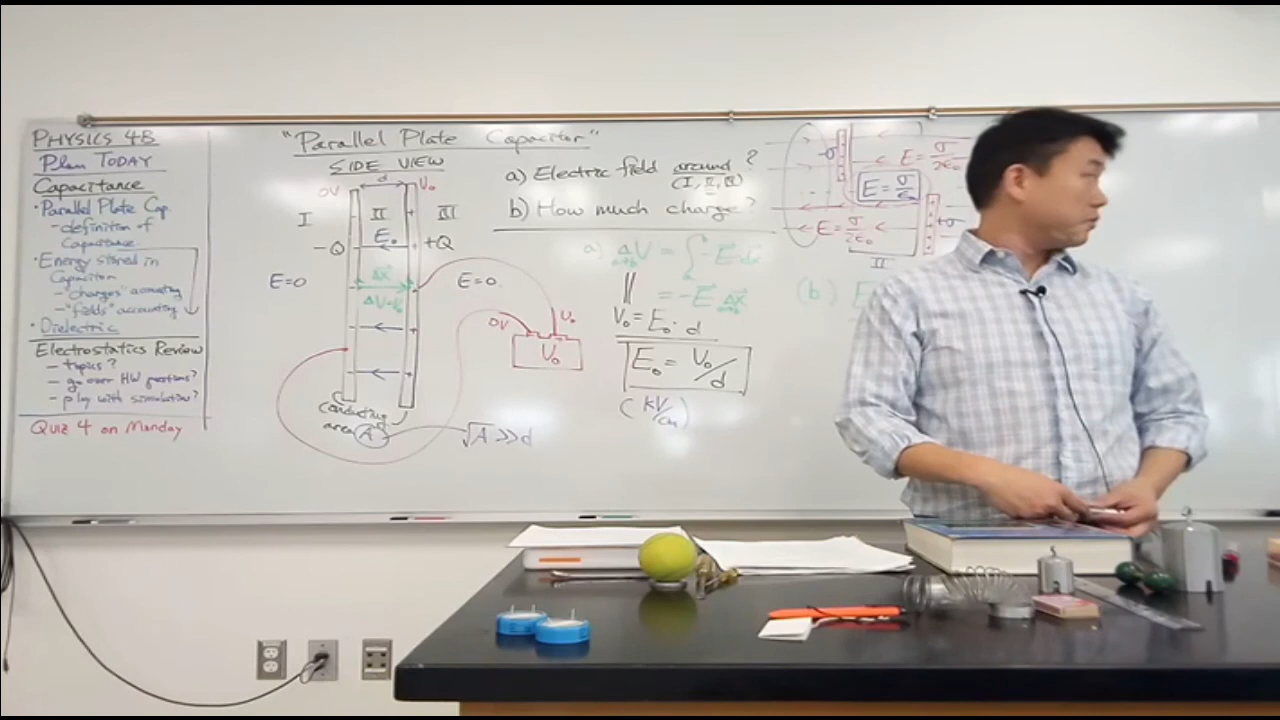 PHYSICS 4B
Plan TODAY
Capacitance
• Parallel Plate Cap.
- definition of
Capacitance
• Energy stored in
Capacitor
- "charges" accounting
- "fields" accounting
• Dielectric
Electrostatics Review
- topics?
- go over HW questions?
- play with simulation?
QUIZ 4 on Monday
"Parallel Plate Capacitor"
SIDE VIEW
d
0V
V₀
I
II
III
E₀
-Q
+Q
E=0
E=0
Δx
ΔV=V₀
Conducting
area A
√A >> d
0V
V₀
V₀
a) Electric field around?
(I, II, III)
b) How much charge?
a) ΔV = ∫ -E·dx
a→b
= -E·Δx
a→b
||
V₀ = E₀·d
E₀ = V₀/d
(kV/cm)
(b) E
-σ
E = σ/2ε₀
E = σ/ε₀
+σ
E = σ/2ε₀
II